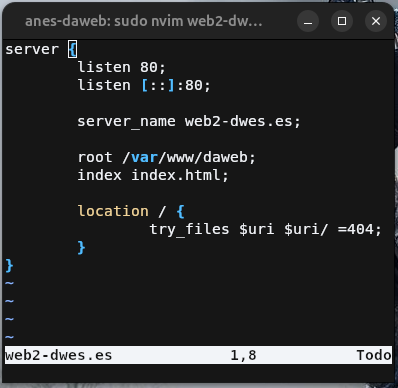 anes-daweb: sudo nvim web2-dw...
server {
listen 80;
listen [::]:80;
server_name web2-dwes.es;
root /var/www/daweb;
index index.html;
location / {
try_files $uri $uri/ =404;
}
}
~
~
~
~
web2-dwes.es 1,8 Todo